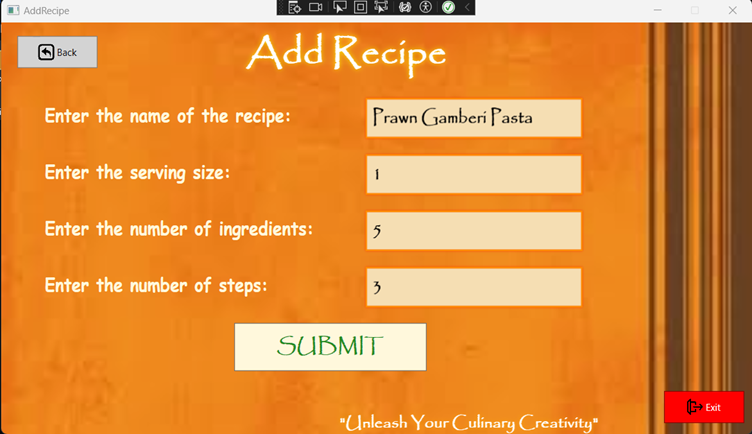 AddRecipe
Back
Add Recipe
Enter the name of the recipe:
Prawn Gamberi Pasta
Enter the serving size:
1
Enter the number of ingredients:
5
Enter the number of steps:
3
SUBMIT
Exit
"Unleash Your Culinary Creativity"